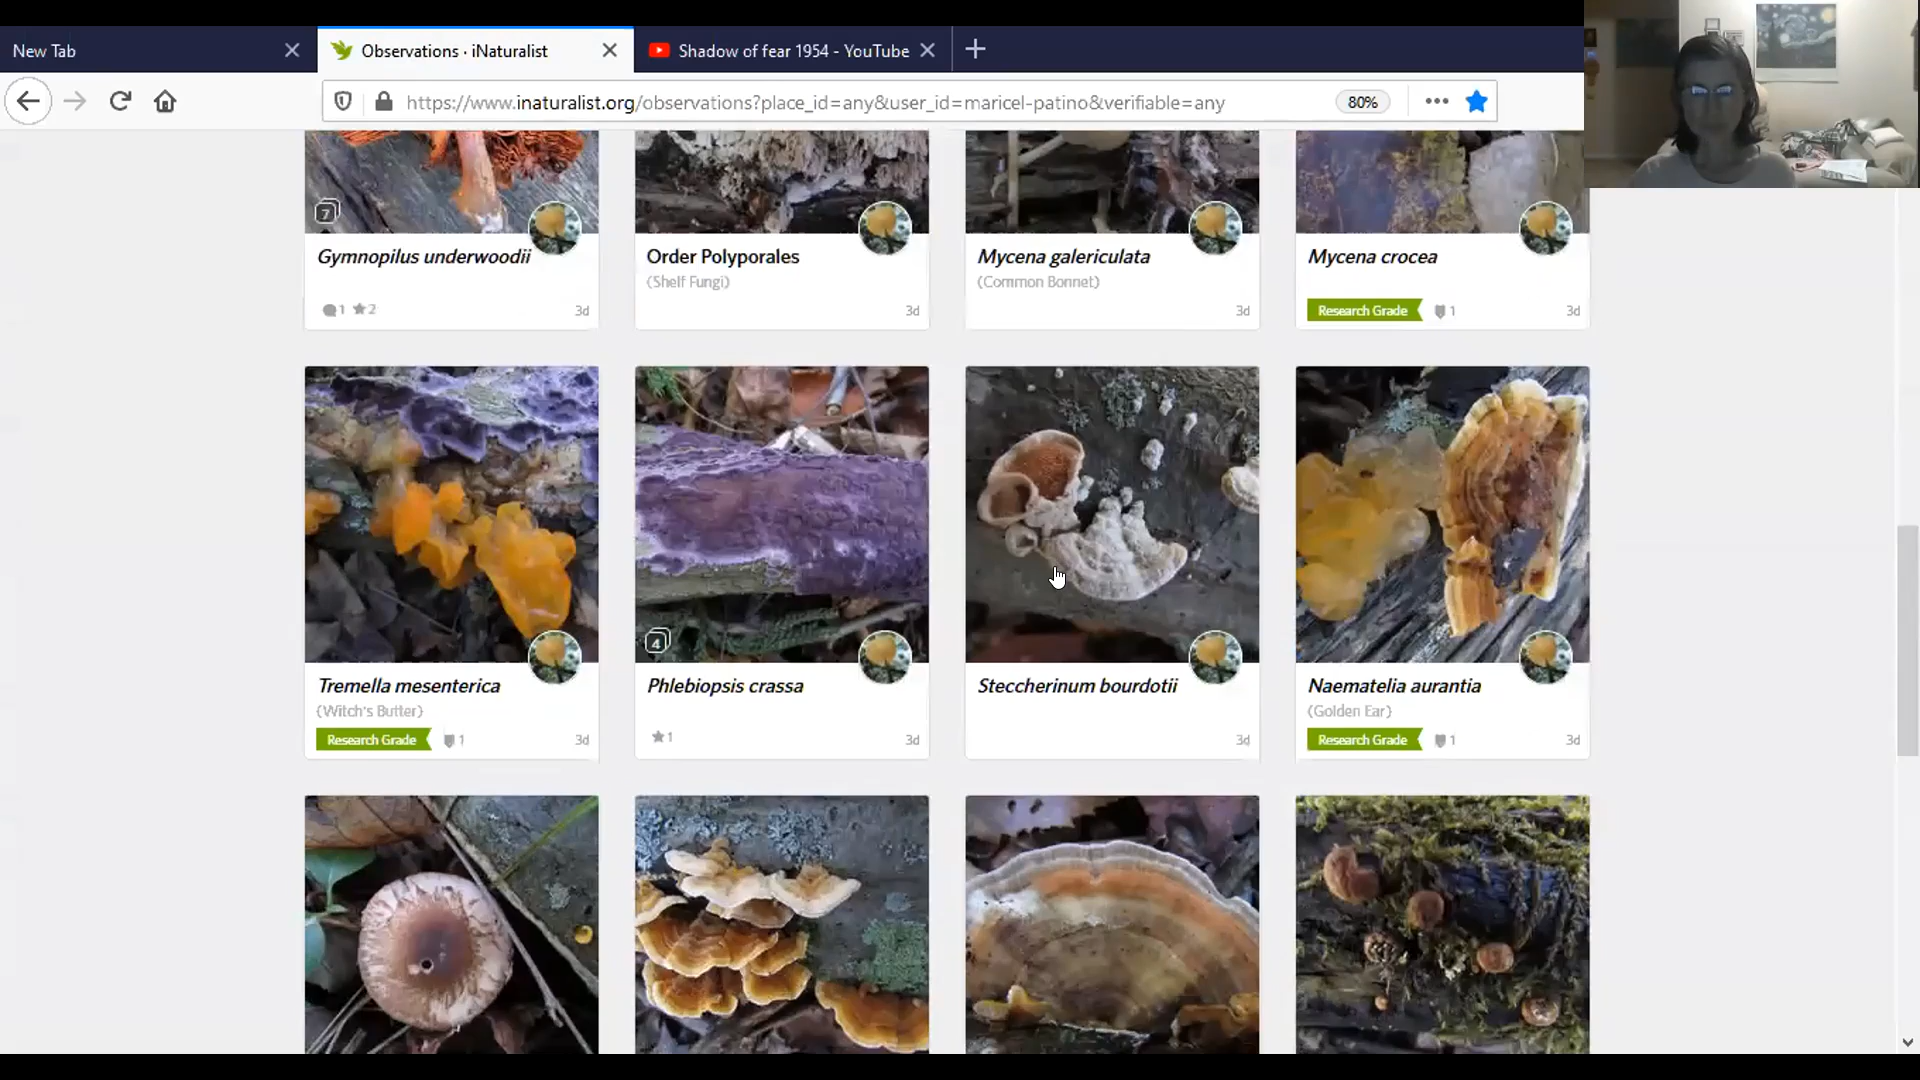 New Tab
Observations · iNaturalist
Shadow of fear 1954 - YouTube
https://www.inaturalist.org/observations?place_id=any&user_id=maricel-patino&verifiable=any
80%
7
Gymnopilus underwoodii
1 2
3d
Order Polyporales
(Shelf Fungi)
3d
Mycena galericulata
(Common Bonnet)
3d
Mycena crocea
Research Grade
1
3d
4
Tremella mesenterica
(Witch's Butter)
Research Grade
1
3d
Phlebiopsis crassa
1
3d
Steccherinum bourdotii
3d
Naematelia aurantia
(Golden Ear)
Research Grade
1
3d